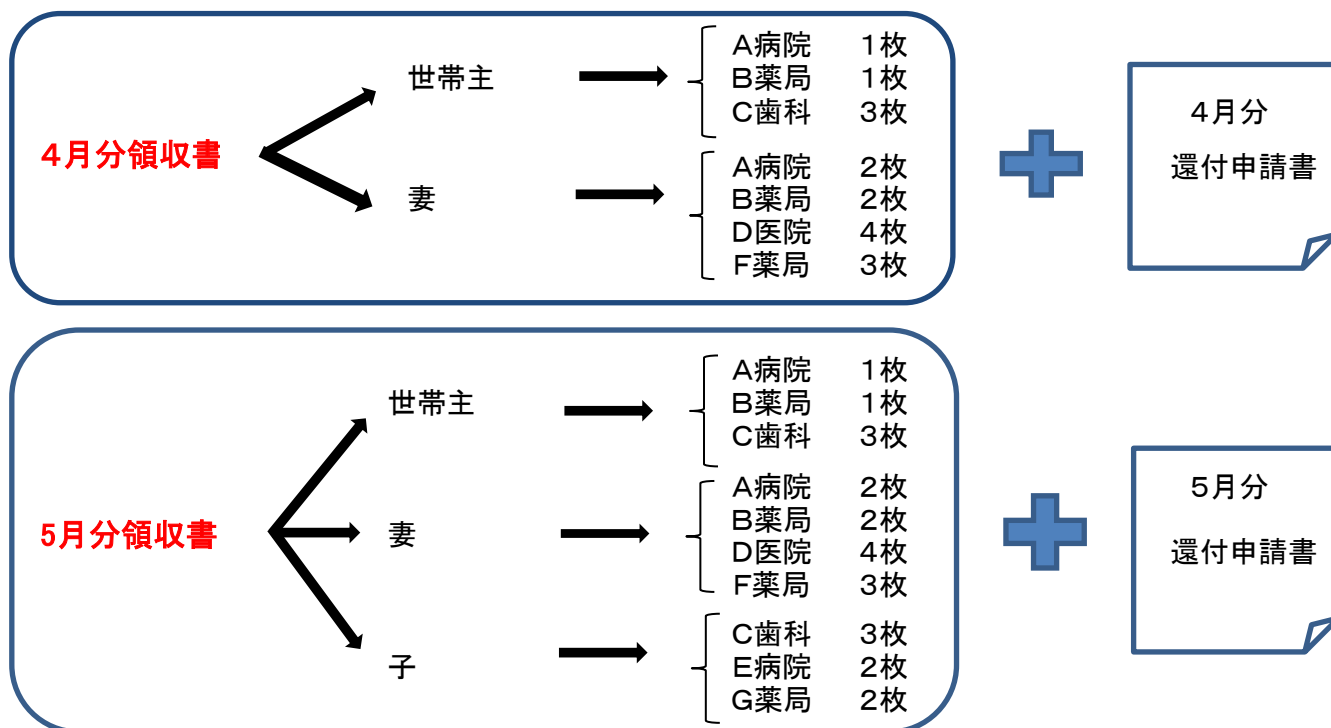 4月分領収書
世帯主
A病院 1枚
B薬局 1枚
C歯科 3枚
妻
A病院 2枚
B薬局 2枚
D医院 4枚
F薬局 3枚
4月分
還付申請書
5月分領収書
世帯主
A病院 1枚
B薬局 1枚
C歯科 3枚
妻
A病院 2枚
B薬局 2枚
D医院 4枚
F薬局 3枚
子
C歯科 3枚
E病院 2枚
G薬局 2枚
5月分
還付申請書